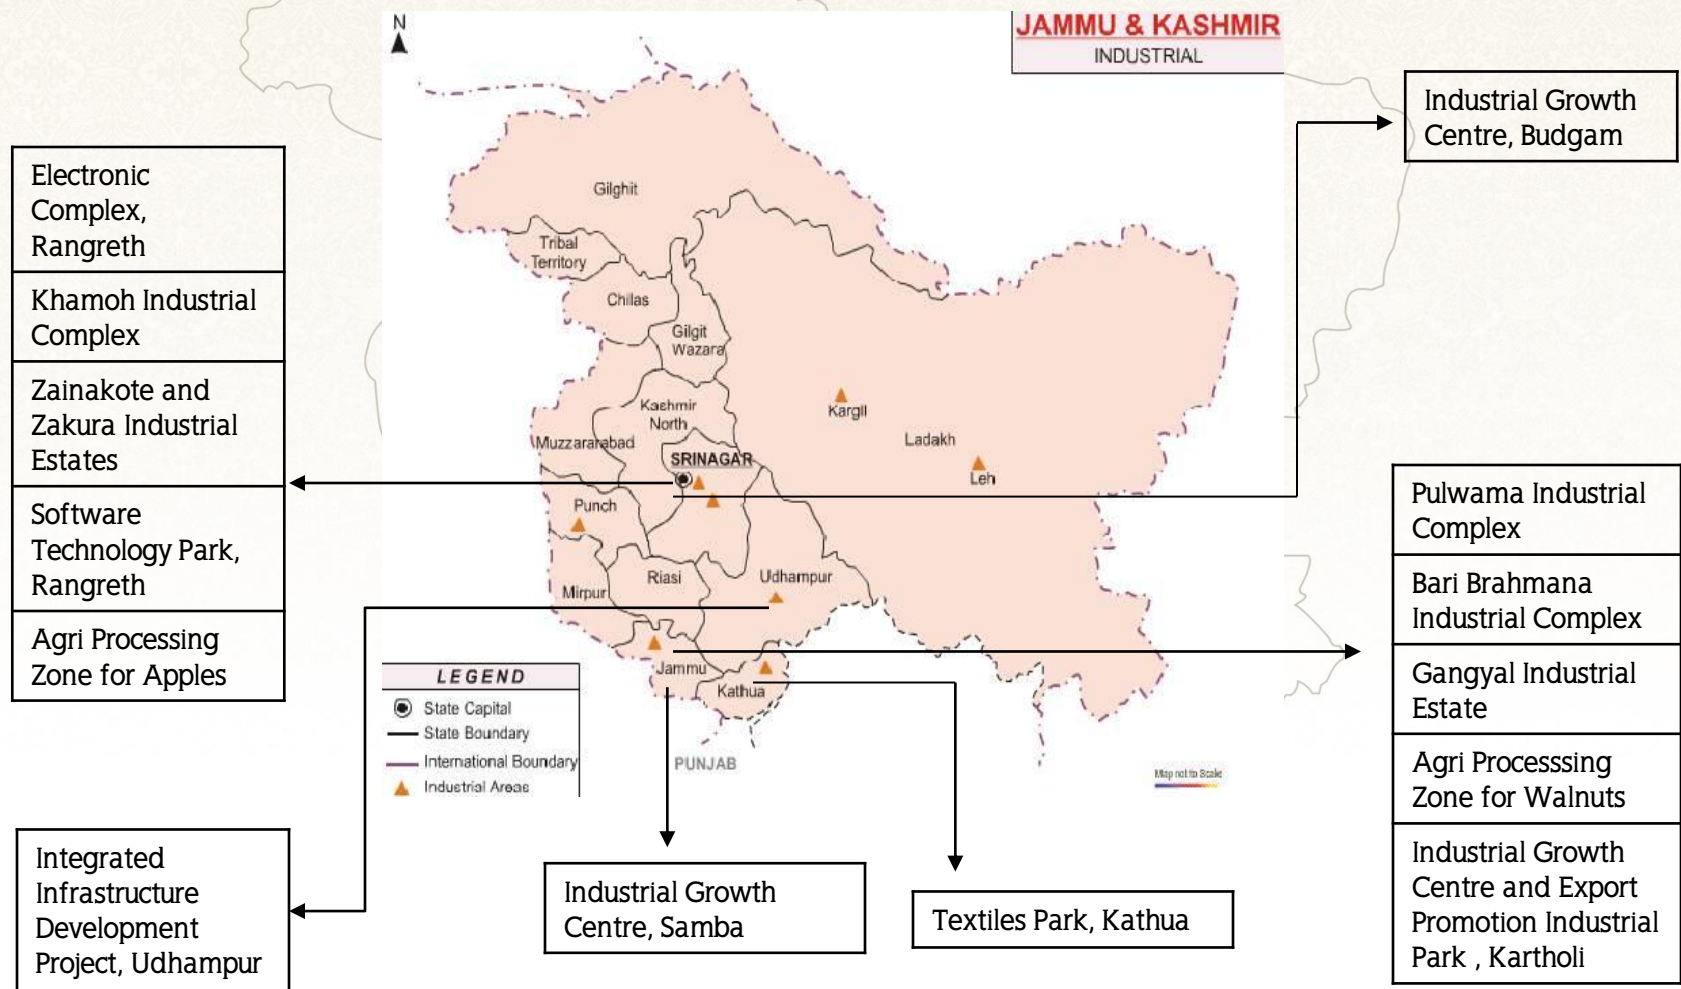 N
JAMMU & KASHMIR
INDUSTRIAL
Industrial Growth
Centre, Budgam
Electronic
Complex,
Rangreth
Khamoh Industrial
Complex
Zainakote and
Zakura Industrial
Estates
Software
Technology Park,
Rangreth
Agri Processing
Zone for Apples
Gilghit
Tribal
Territory
Chilas
Gilgit
Wazara
Kashmir
North
Muzzararabad
SRINAGAR
Kargil
Ladakh
Leh
Punch
Riasi
Udhampur
Mirpur
Jammu
Kathua
PUNJAB
LEGEND
State Capital
State Boundary
International Boundary
Industrial Areas
Map not to Scale
Pulwama Industrial
Complex
Bari Brahmana
Industrial Complex
Gangyal Industrial
Estate
Agri Processsing
Zone for Walnuts
Industrial Growth
Centre and Export
Promotion Industrial
Park , Kartholi
Integrated
Infrastructure
Development
Project, Udhampur
Industrial Growth
Centre, Samba
Textiles Park, Kathua